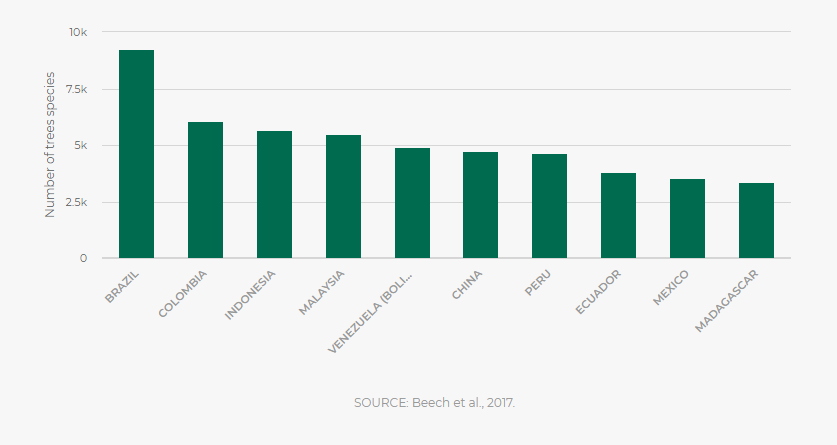 10k
7.5k
5k
2.5k
0
Number of trees species
BRAZIL
COLOMBIA
INDONESIA
MALAYSIA
VENEZUELA (BOLI...
CHINA
PERU
ECUADOR
MEXICO
MADAGASCAR
SOURCE: Beech et al., 2017.